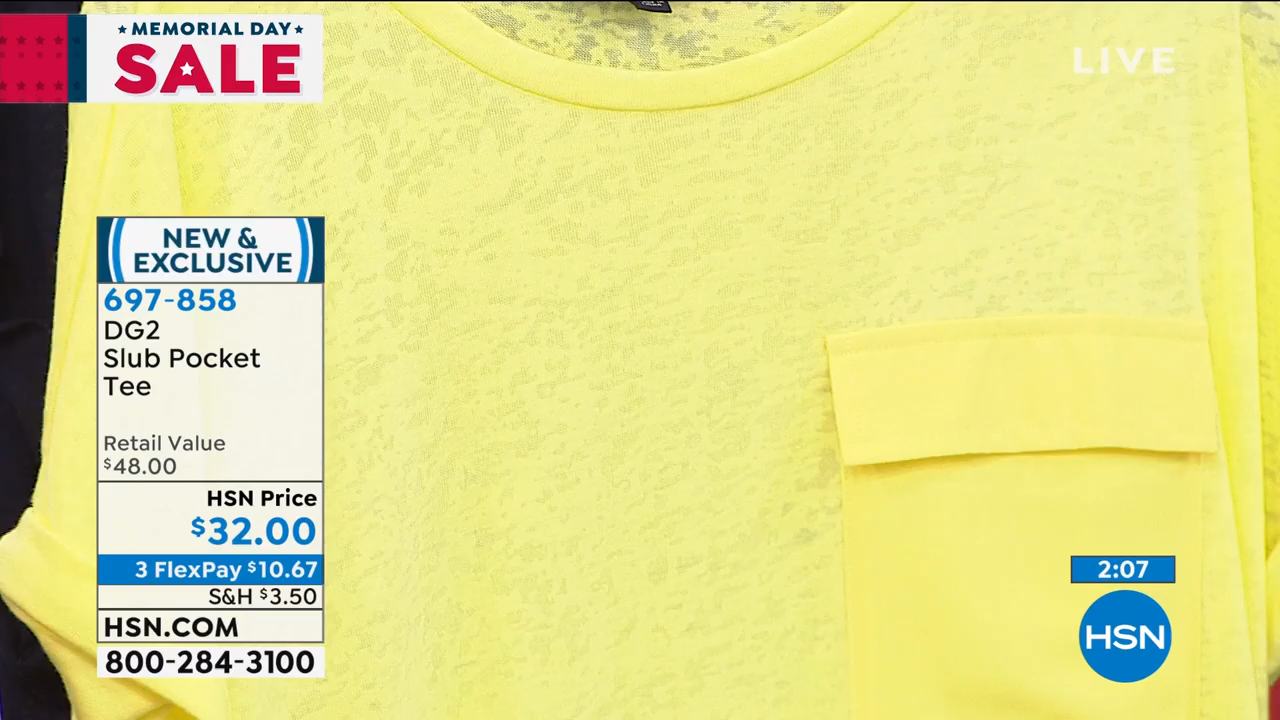 ★MEMORIAL DAY★
SALE
LIVE
NEW &
EXCLUSIVE
697-858
DG2
Slub Pocket
Tee
Retail Value
$48.00
HSN Price
$32.00
3 FlexPay $10.67
S&H $3.50
HSN.COM
800-284-3100
2:07
HSN